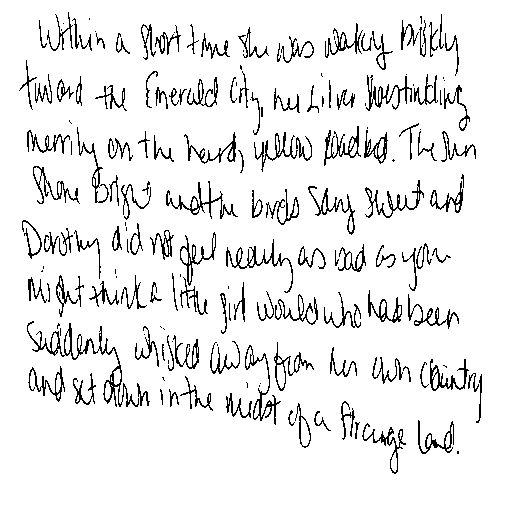 Within a short time she was walking briskly
toward the Emerald City, her Silver Shoes tinkling
merrily on the hard, yellow roadbed. The sun
shone bright and the birds sang sweet and
Dorothy did not feel nearly as bad as you
might think a little girl would who had been
suddenly whisked away from her own country
and set down in the midst of a strange land.